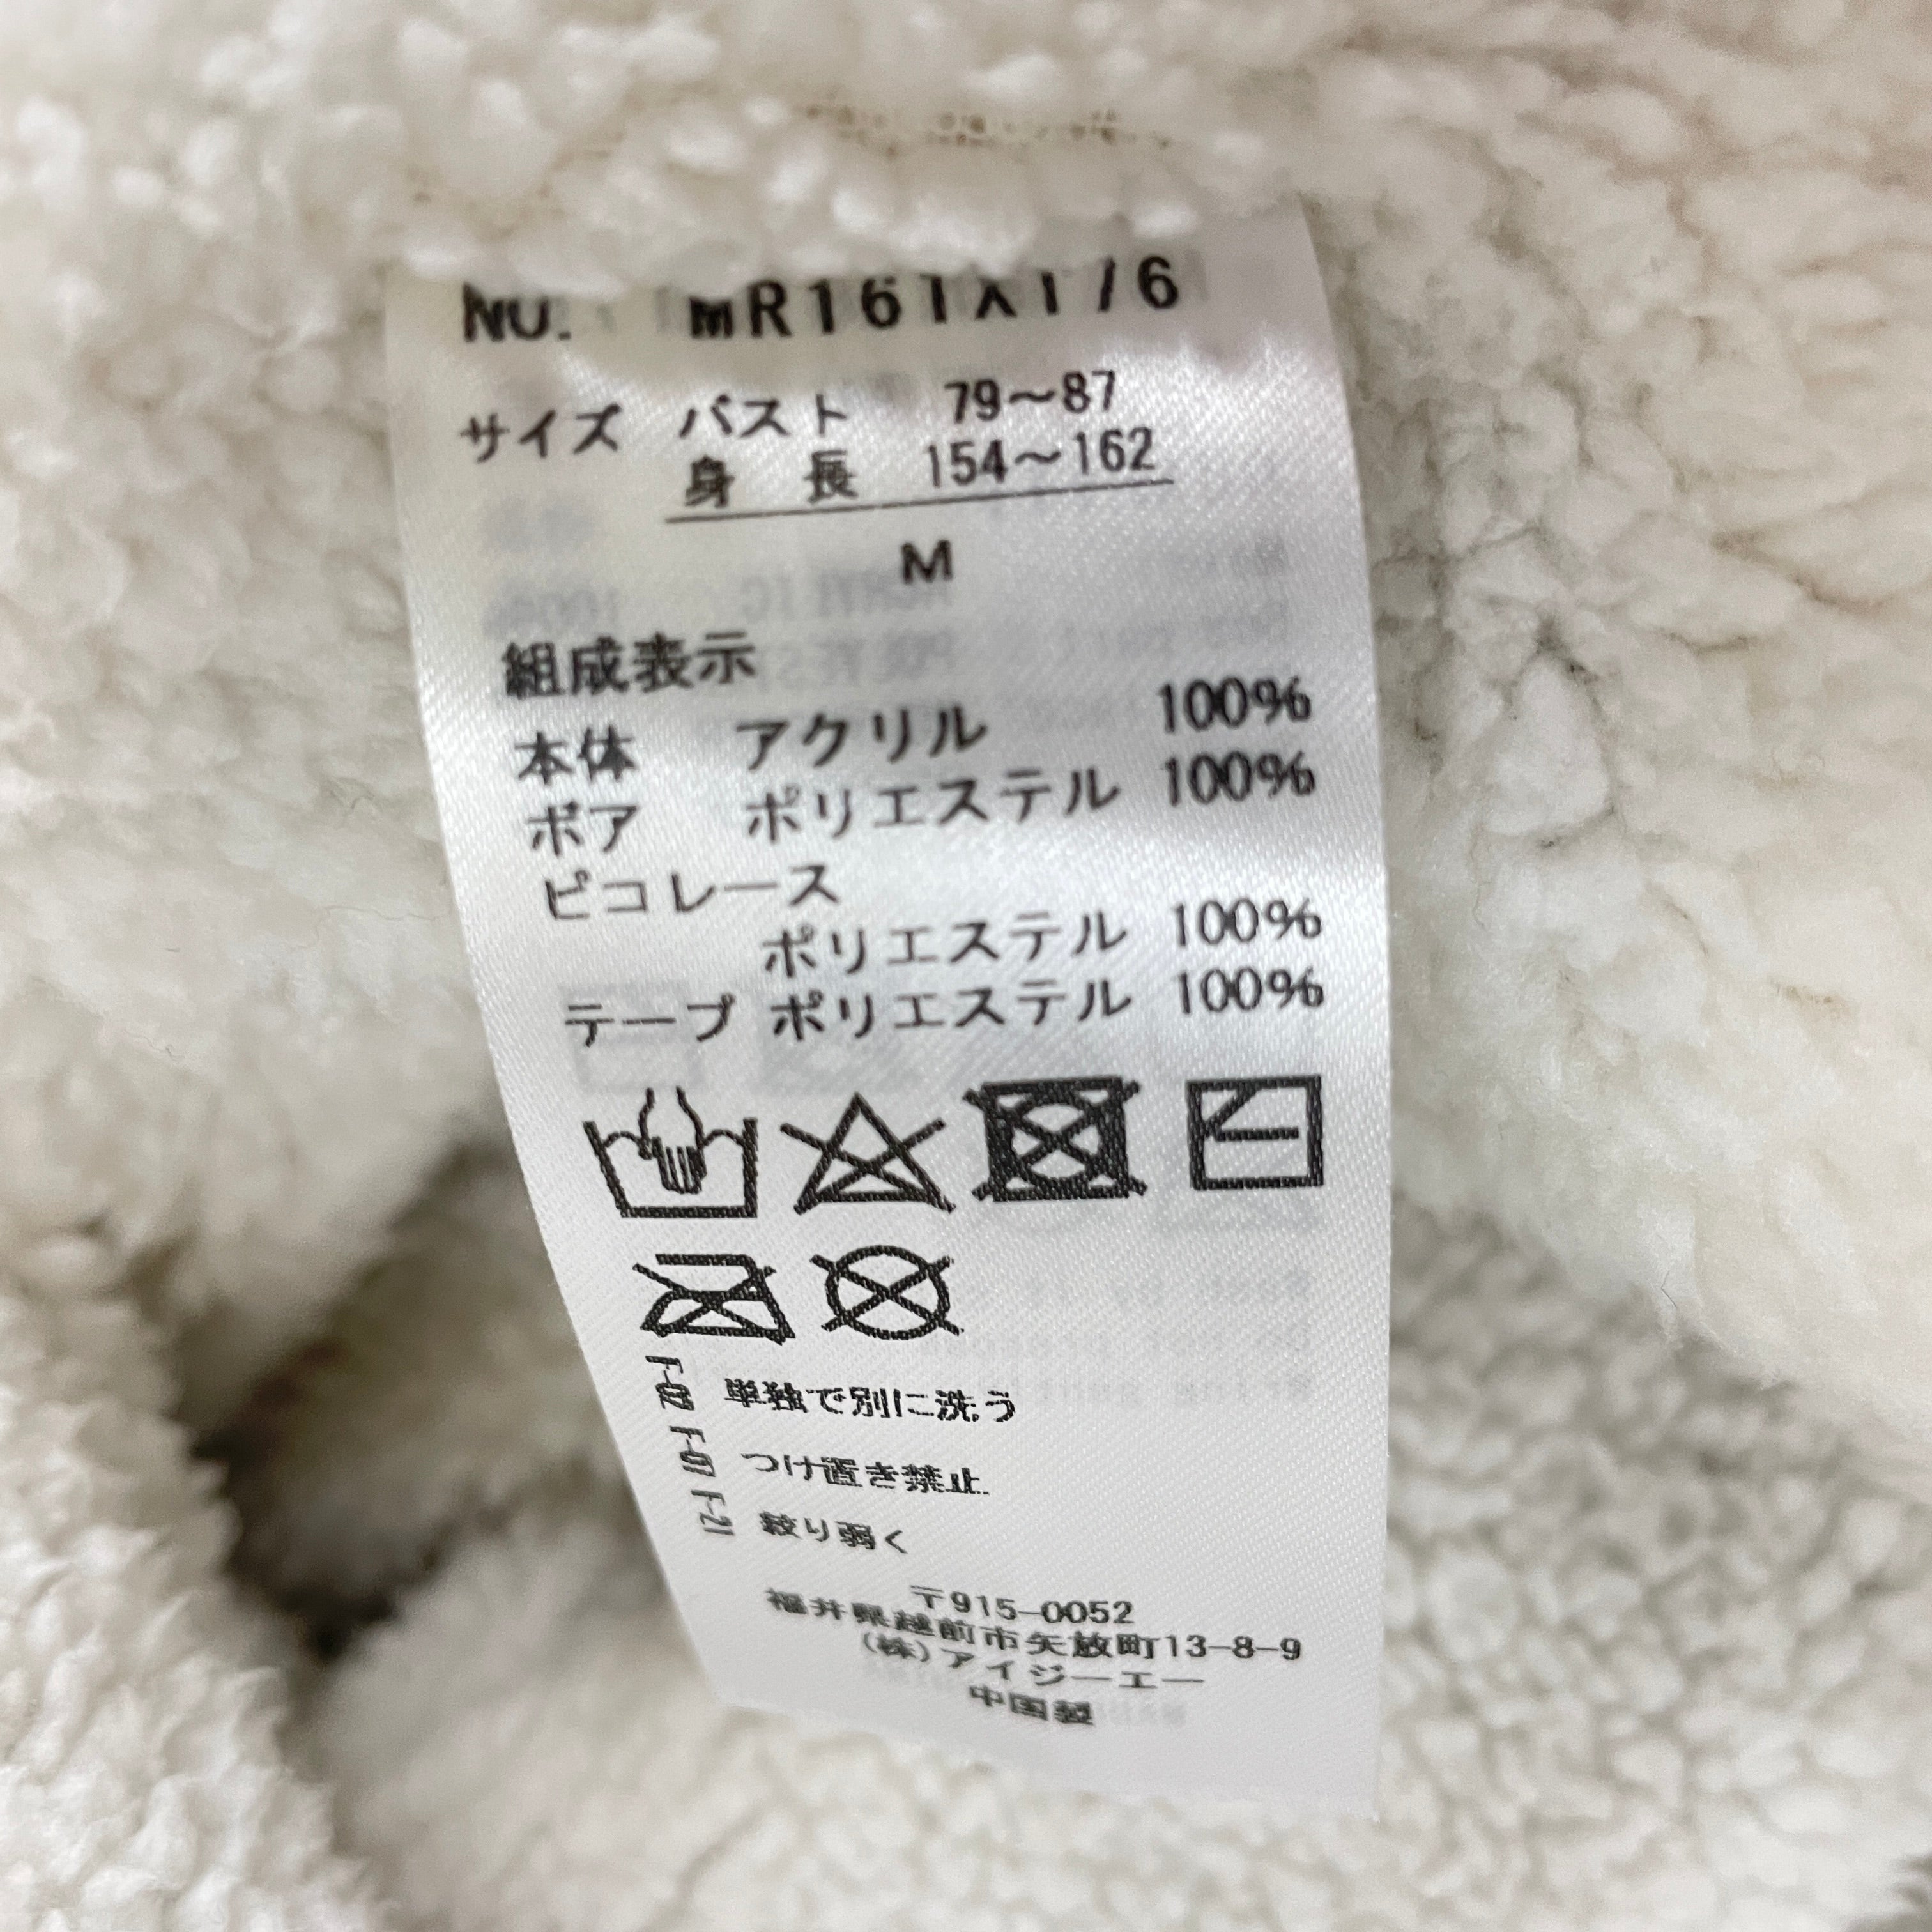 NO. MR161X176
サイズ バスト 79～87
身 長 154～162
M
組成表示
本体 アクリル 100%
ボア ポリエステル 100%
ピコレース
ポリエステル 100%
テープ ポリエステル 100%
F-02 単独で別に洗う
F-07 つけ置き禁止
F-21 絞り弱く
〒915-0052
福井県越前市矢放町13-8-9
(株)アイジーエー
中国製